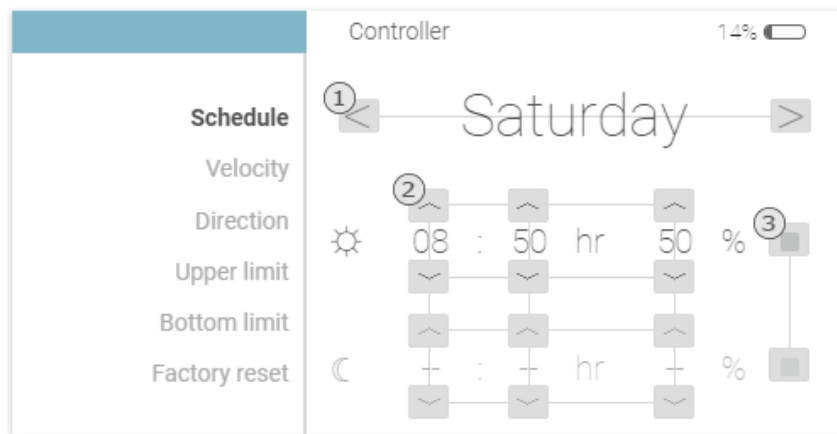 Controller
14%
Schedule
Velocity
Direction
Upper limit
Bottom limit
Factory reset
1
< Saturday >
2
3
08 : 50 hr 50 %
-- : -- hr -- %